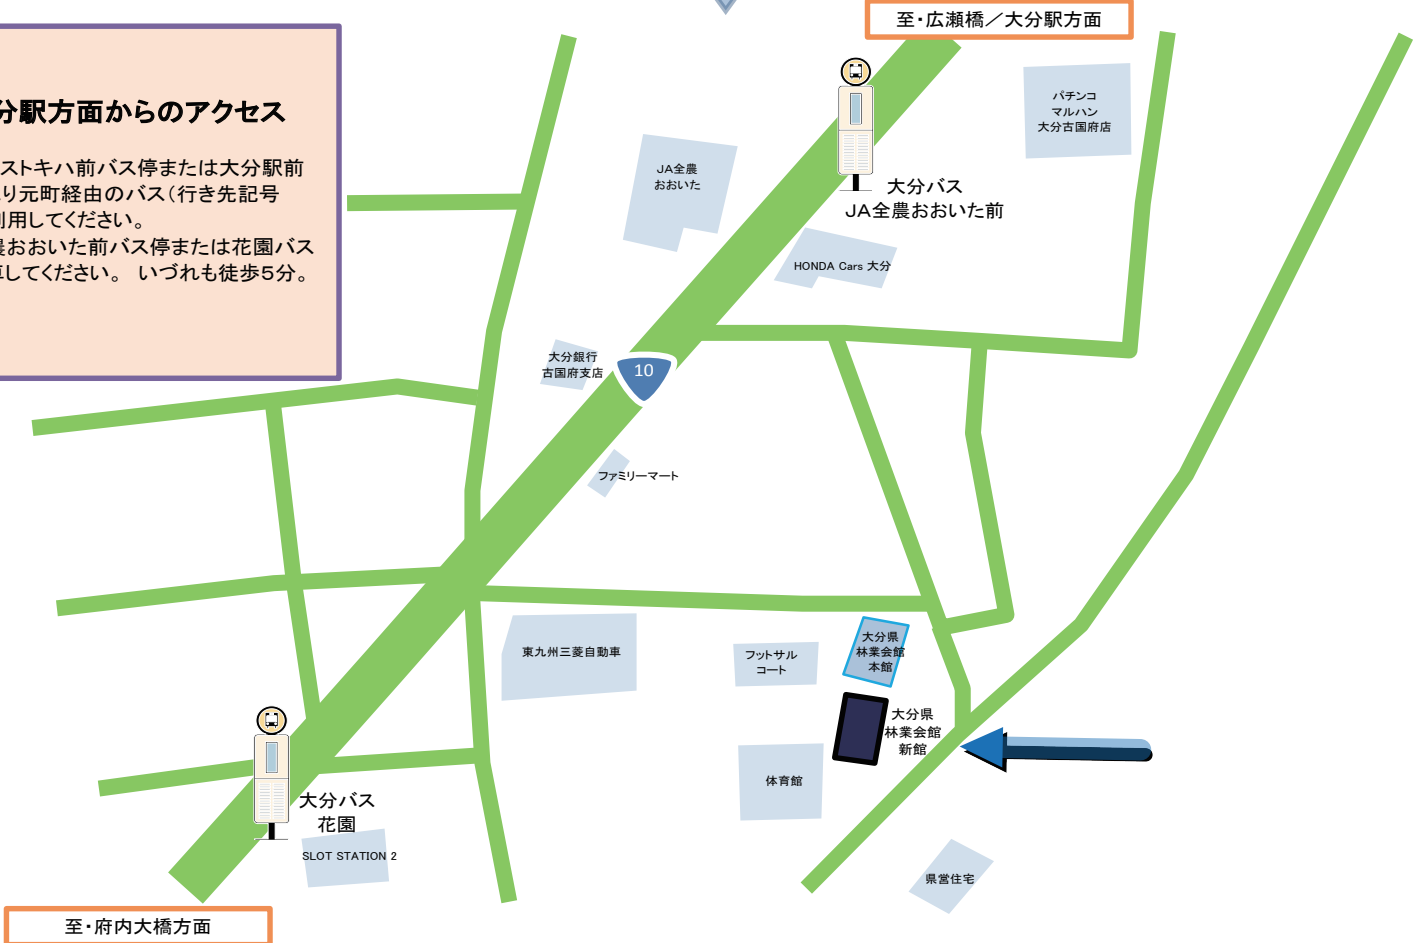 至・広瀬橋／大分駅方面
分駅方面からのアクセス
ストキハ前バス停または大分駅前
り元町経由のバス（行き先記号
利用してください。
農おおいた前バス停または花園バス
車してください。 いづれも徒歩5分。
パチンコ
マルハン
大分古国府店
JA全農
おおいた
大分バス
JA全農おおいた前
HONDA Cars 大分
大分銀行
古国府支店
10
ファミリーマート
東九州三菱自動車
フットサル
コート
大分県
林業会館
本館
大分県
林業会館
新館
体育館
大分バス
花園
SLOT STATION 2
県営住宅
至・府内大橋方面